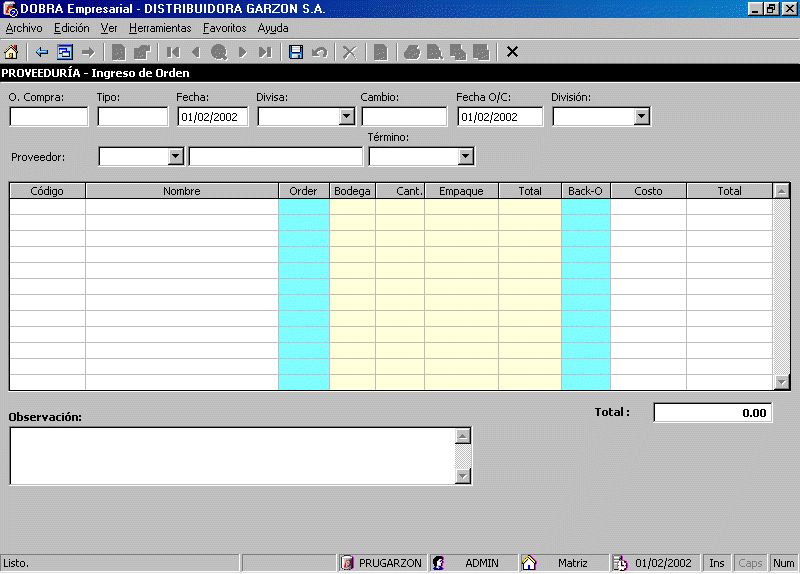 DOBRA Empresarial - DISTRIBUIDORA GARZON S.A.
Archivo Edición Ver Herramientas Favoritos Ayuda
PROVEEDURÍA - Ingreso de Orden
O. Compra: Tipo: Fecha: Divisa: Cambio: Fecha O/C: División:
01/02/2002 01/02/2002
Término:
Proveedor:
Código Nombre Order Bodega Cant. Empaque Total Back-O Costo Total
Observación: Total : 0.00
Listo. PRUGARZON ADMIN Matriz 01/02/2002 Ins Caps Num